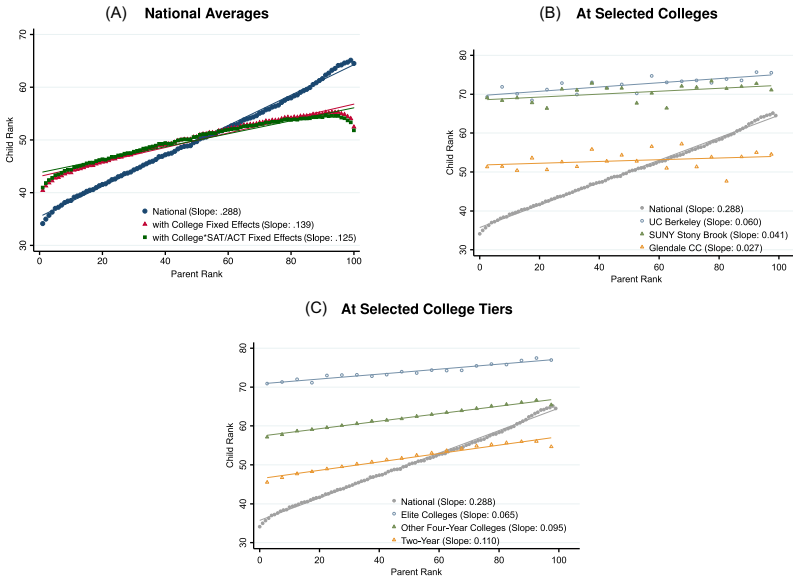 (A) National Averages
70
60
50
40
30
Child Rank
0 20 40 60 80 100
Parent Rank
National (Slope: .288)
with College Fixed Effects (Slope: .139)
with College*SAT/ACT Fixed Effects (Slope: .125)
(B) At Selected Colleges
80
70
60
50
40
30
Child Rank
0 20 40 60 80 100
Parent Rank
National (Slope: 0.288)
UC Berkeley (Slope: 0.060)
SUNY Stony Brook (Slope: 0.041)
Glendale CC (Slope: 0.027)
(C) At Selected College Tiers
80
70
60
50
40
30
Child Rank
0 20 40 60 80 100
Parent Rank
National (Slope: 0.288)
Elite Colleges (Slope: 0.065)
Other Four-Year Colleges (Slope: 0.095)
Two-Year (Slope: 0.110)